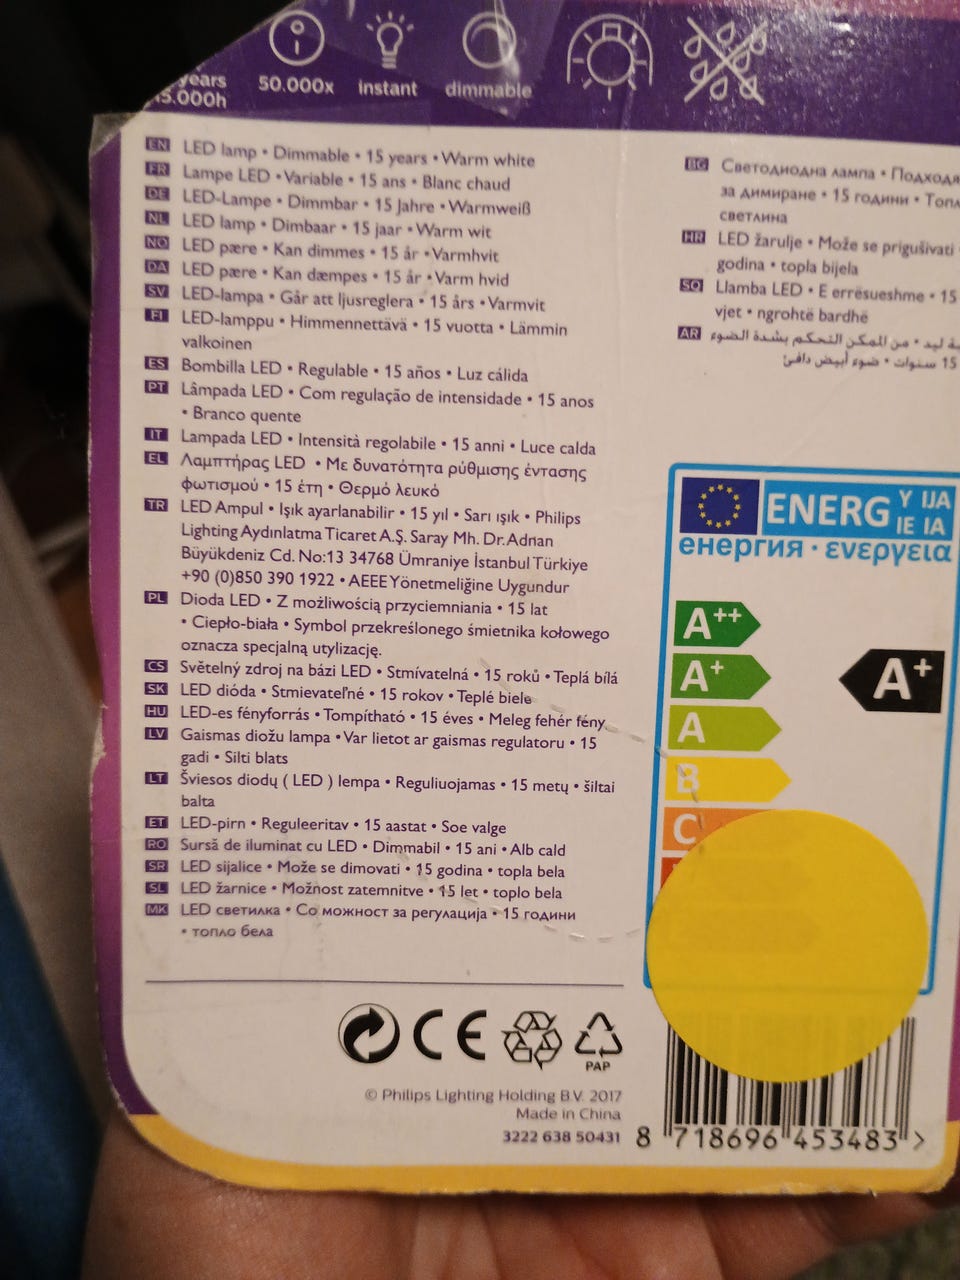 years
15.000h
50.000x
instant
dimmable
EN LED lamp • Dimmable • 15 years • Warm white
FR Lampe LED • Variable • 15 ans • Blanc chaud
DE LED-Lampe • Dimmbar • 15 Jahre • Warmweiß
NL LED lamp • Dimbaar • 15 jaar • Warm wit
NO LED pære • Kan dimmes • 15 år • Varmhvit
DA LED pære • Kan dæmpes • 15 år • Varm hvid
SV LED-lampa • Går att ljusreglera • 15 års • Varmvit
FI LED-lamppu • Himmennettävä • 15 vuotta • Lämmin
valkoinen
ES Bombilla LED • Regulable • 15 años • Luz cálida
PT Lâmpada LED • Com regulação de intensidade • 15 anos
• Branco quente
IT Lampada LED • Intensità regolabile • 15 anni • Luce calda
EL Λαμπτήρας LED • Με δυνατότητα ρύθμισης έντασης
φωτισμού • 15 έτη • Θερμό λευκό
TR LED Ampul • Işık ayarlanabilir • 15 yıl • Sarı ışık • Philips
Lighting Aydınlatma Ticaret A.Ş. Saray Mh. Dr.Adnan
Büyükdeniz Cd. No:13 34768 Ümraniye İstanbul Türkiye
+90 (0)850 390 1922 • AEEE Yönetmeliğine Uygundur
PL Dioda LED • Z możliwością przyciemniania • 15 lat
• Ciepło-biała • Symbol przekreślonego śmietnika kołowego
oznacza specjalną utylizację.
CS Světelný zdroj na bázi LED • Stmívatelná • 15 roků • Teplá bílá
SK LED dióda • Stmievateľné • 15 rokov • Teplé biele
HU LED-es fényforrás • Tompítható • 15 éves • Meleg fehér fény
LV Gaismas diožu lampa • Var lietot ar gaismas regulatoru • 15
gadi • Silti blats
LT Šviesos diodų ( LED ) lempa • Reguliuojamas • 15 metų • šiltai
balta
ET LED-pirn • Reguleeritav • 15 aastat • Soe valge
RO Sursă de iluminat cu LED • Dimmabil • 15 ani • Alb cald
SR LED sijalice • Može se dimovati • 15 godina • topla bela
SL LED žarnice • Možnost zatemnitve • 15 let • toplo bela
MK LED светилка • Со можност за регулација • 15 години
• топло бела
BG Светодиодна лампа • Подходя
за димиране • 15 години • Топл
светлина
HR LED žarulje • Može se prigušivati
godina • topla bijela
SQ Llamba LED • E errësueshme • 15
vjet • ngrohtë bardhë
AR ليد • من الممكن التحكم بشدة الضوء
15 سنوات • ضوء أبيض دافئ
ENERG Y IJA
IE IA
енергия • ενεργεια
A++
A+
A+
A
B
C
PAP
© Philips Lighting Holding B.V. 2017
Made in China
3222 638 50431
8 718696 453483 >